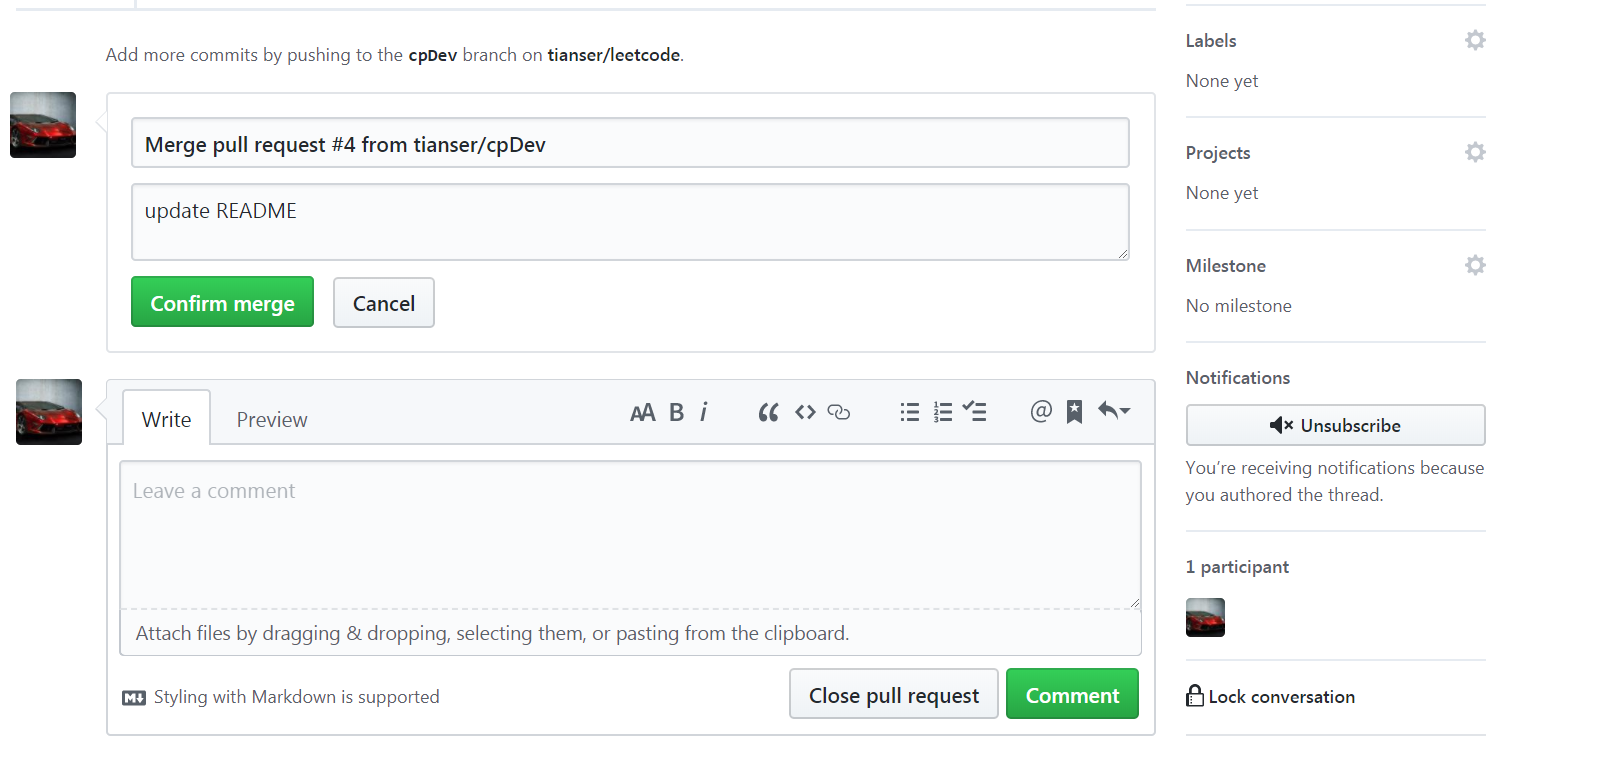 Add more commits by pushing to the cpDev branch on tianser/leetcode.
Merge pull request #4 from tianser/cpDev
update README
Confirm merge
Cancel
Write
Preview
AA B i
Leave a comment
Attach files by dragging & dropping, selecting them, or pasting from the clipboard.
Styling with Markdown is supported
Close pull request
Comment
Labels
None yet
Projects
None yet
Milestone
No milestone
Notifications
Unsubscribe
You’re receiving notifications because
you authored the thread.
1 participant
Lock conversation